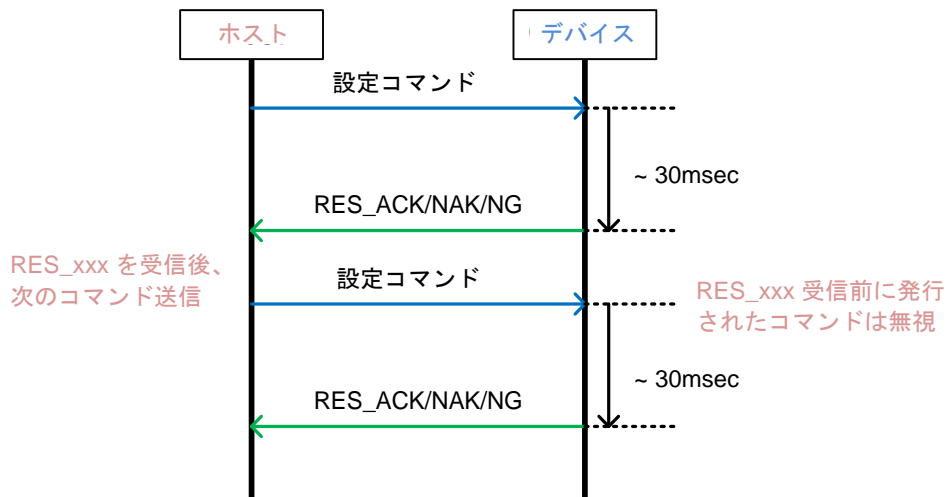 ホスト
デバイス
設定コマンド
~ 30msec
RES_ACK/NAK/NG
RES_xxx を受信後、
次のコマンド送信
設定コマンド
RES_xxx 受信前に発行
されたコマンドは無視
~ 30msec
RES_ACK/NAK/NG